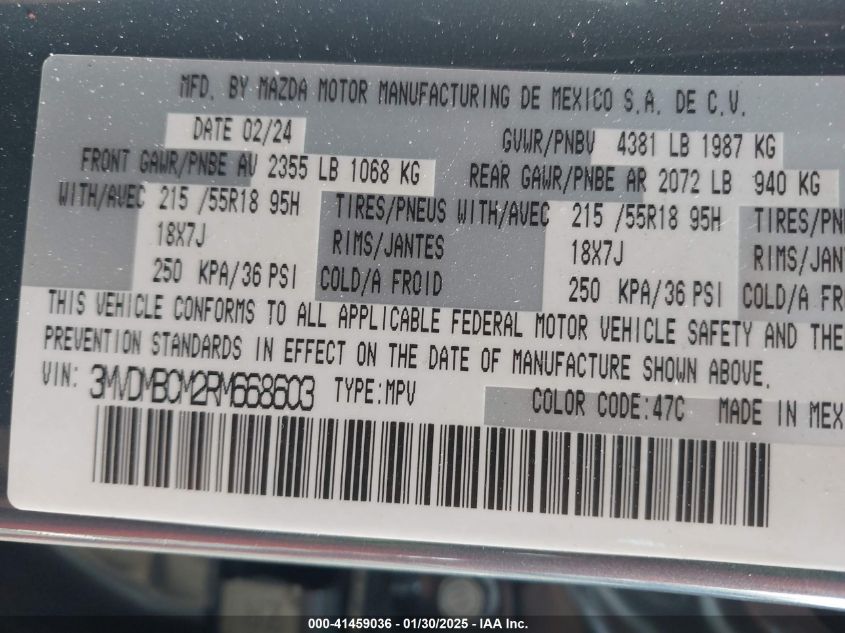 MFD. BY MAZDA MOTOR MANUFACTURING DE MEXICO S.A. DE C.V.
DATE 02/24 GVWR/PNBV 4381 LB 1987 KG
FRONT GAWR/PNBE AV 2355 LB 1068 KG REAR GAWR/PNBE AR 2072 LB 940 KG
WITH/AVEC 215 /55R18 95H TIRES/PNEUS WITH/AVEC 215 /55R18 95H TIRES/PN
18X7J RIMS/JANTES 18X7J RIMS/JAN
250 KPA/36 PSI COLD/A FROID 250 KPA/36 PSI COLD/A FR
THIS VEHICLE CONFORMS TO ALL APPLICABLE FEDERAL MOTOR VEHICLE SAFETY AND THE
PREVENTION STANDARDS IN EFFECT ON THE DATE OF MANUFACTURE SHOWN ABOVE.
VIN: 3MVDMBCM2RM668603 TYPE:MPV COLOR CODE:47C MADE IN MEX
000-41459036 - 01/30/2025 - IAA Inc.